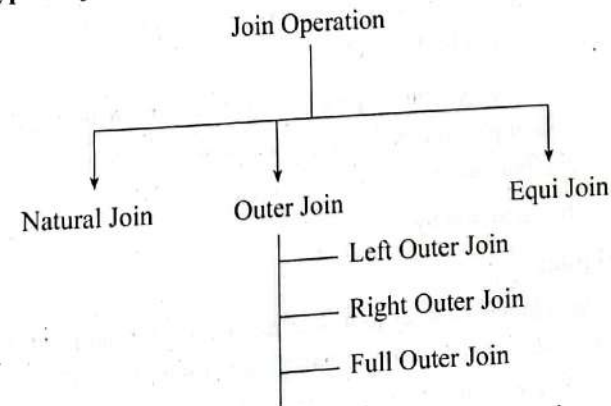 Join Operation
Natural Join
Outer Join
Equi Join
Left Outer Join
Right Outer Join
Full Outer Join